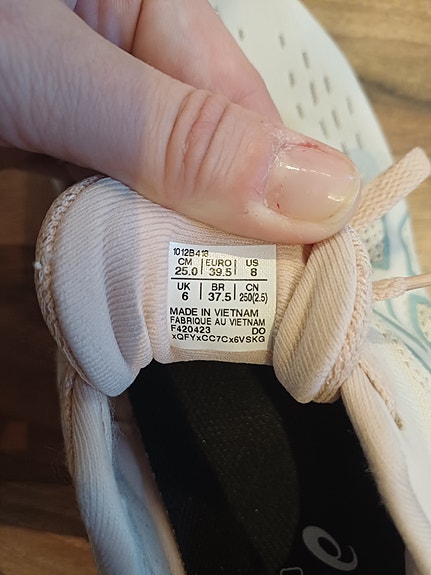 1012B418
CM EURO US
25.0 39.5 8
UK BR CN
6 37.5 250(2.5)
MADE IN VIETNAM
FABRIQUE AU VIETNAM
F420423 DO
xQFYxCC7Cx6VSKG